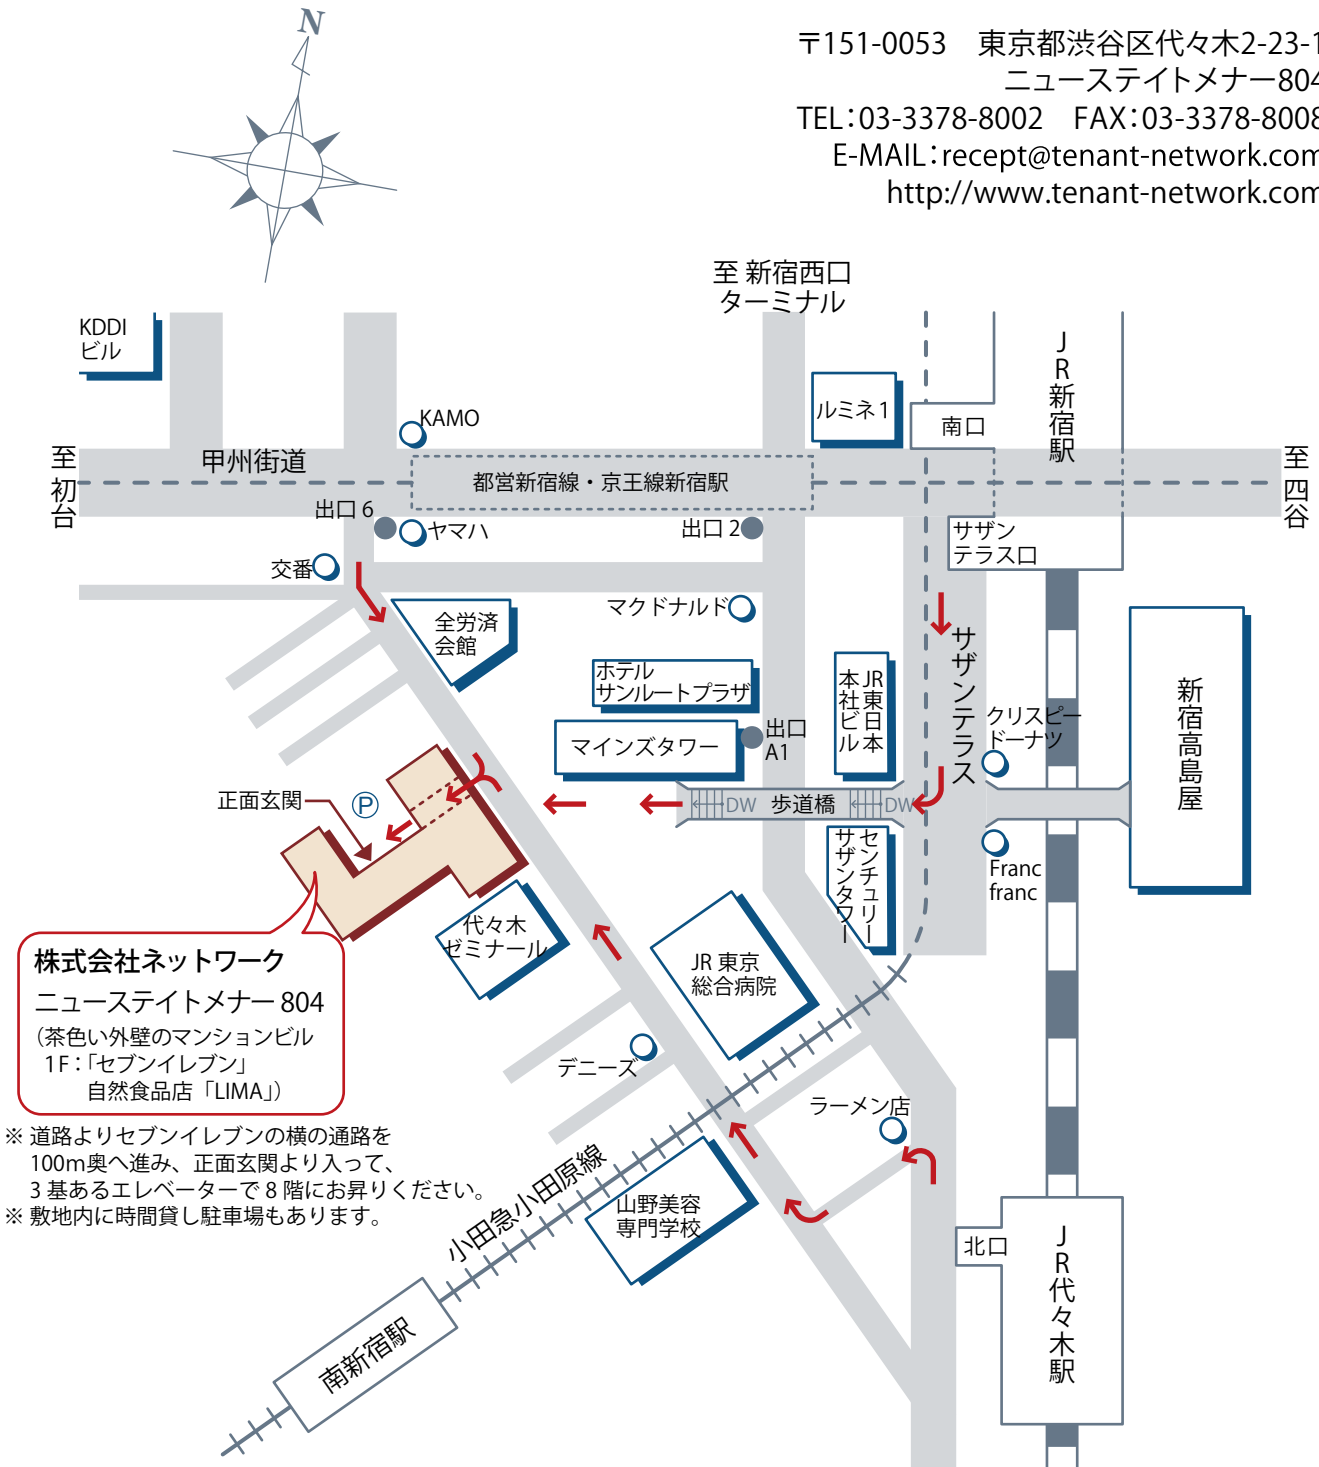 N
〒151-0053　東京都渋谷区代々木2-23-1
ニューステイトメナー804
TEL：03-3378-8002　FAX：03-3378-8008
E-MAIL：recept@tenant-network.com
http://www.tenant-network.com
至 新宿西口
ターミナル
KDDI
ビル
JR新宿駅
ルミネ1
南口
KAMO
至初台
甲州街道
都営新宿線・京王線新宿駅
至四谷
出口 6
ヤマハ
出口 2
サザン
テラス口
交番
マクドナルド
全労済
会館
サザンテラス
ホテル
サンルートプラザ
JR東日本
本社ビル
新宿高島屋
クリスピー
ドーナツ
マインズタワー
出口
A1
正面玄関
P
DW
歩道橋
DW
センチュリー
サザンタワー
Franc
franc
代々木
ゼミナール
JR 東京
総合病院
株式会社ネットワーク
ニューステイトメナー 804
（茶色い外壁のマンションビル
1F：「セブンイレブン」
自然食品店「LIMA」）
デニーズ
ラーメン店
※ 道路よりセブンイレブンの横の通路を
100m奥へ進み、正面玄関より入って、
3 基あるエレベーターで 8 階にお昇りください。
※ 敷地内に時間貸し駐車場もあります。
小田急小田原線
山野美容
専門学校
北口
JR代々木駅
南新宿駅